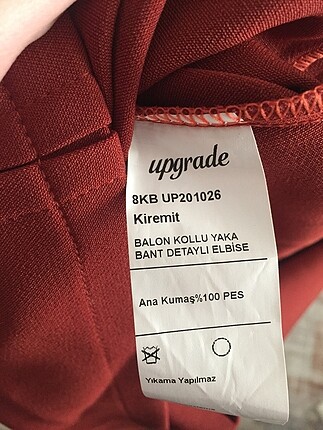 upgrade
8KB UP201026
Kiremit
BALON KOLLU YAKA
BANT DETAYLI ELBİSE
Ana Kumaş%100 PES
Yıkama Yapılmaz